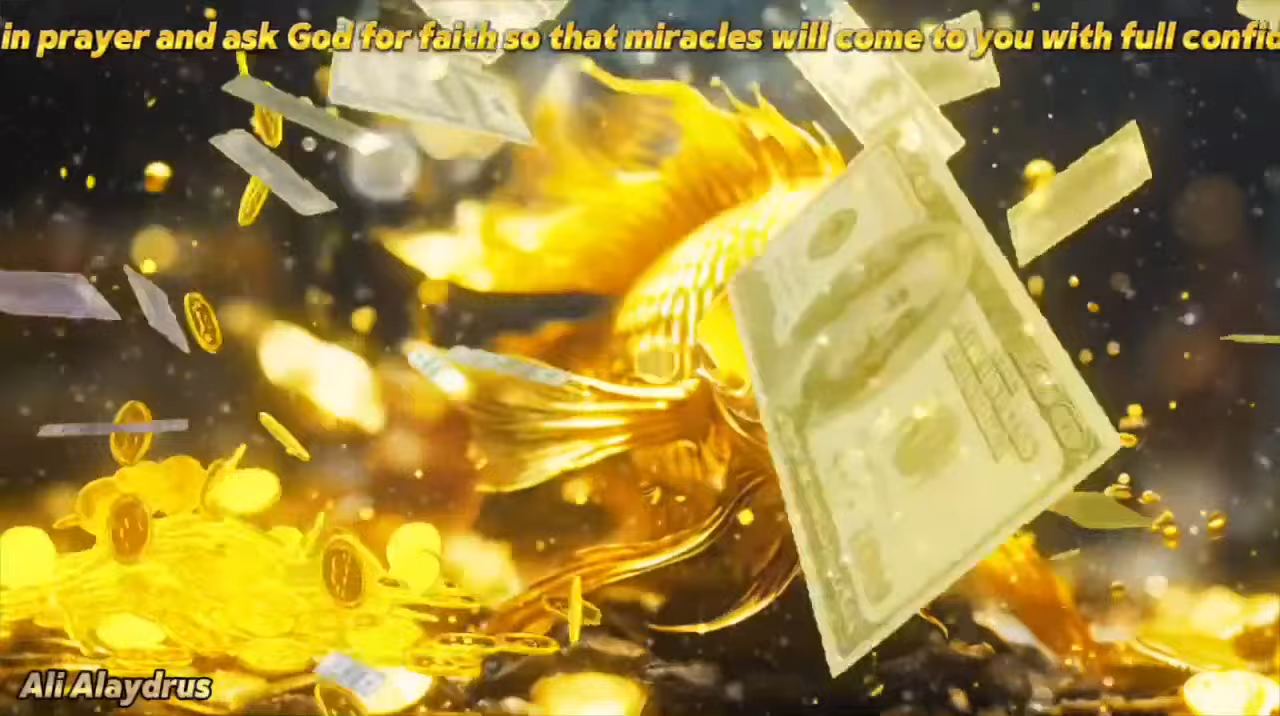 in prayer and ask God for faith so that miracles will come to you with full confid
Ali Alaydrus